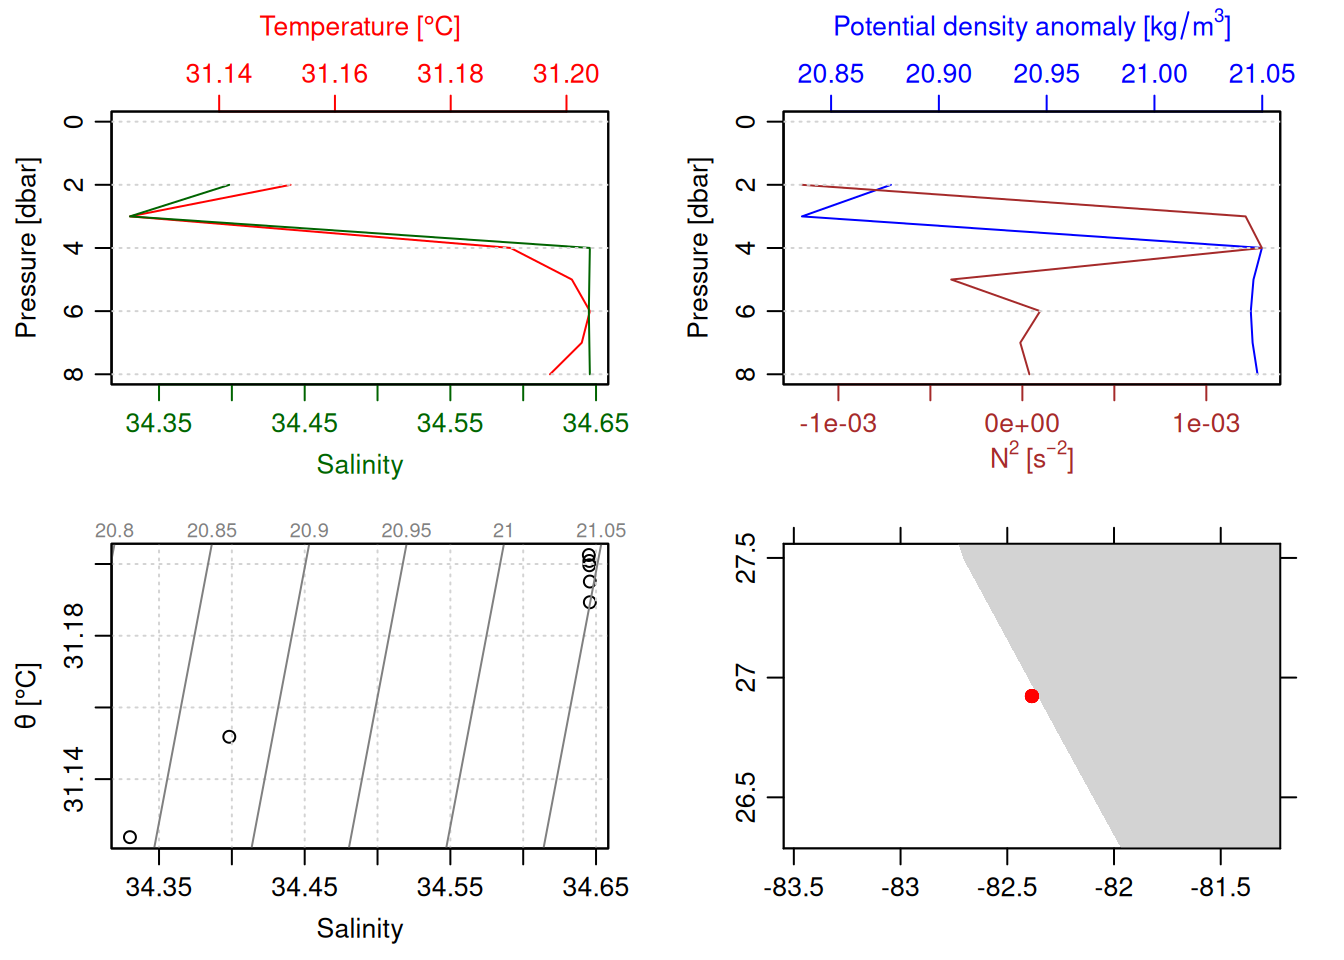 Temperature [°C]
31.14 31.16 31.18 31.20
Pressure [dbar]
0
2
4
6
8
34.35 34.45 34.55 34.65
Salinity
Potential density anomaly [kg/m³]
20.85 20.90 20.95 21.00 21.05
Pressure [dbar]
0
2
4
6
8
-1e-03 0e+00 1e-03
N² [s⁻²]
20.8 20.85 20.9 20.95 21 21.05
θ [°C]
31.18
31.14
34.35 34.45 34.55 34.65
Salinity
27.5
27
26.5
-83.5 -83 -82.5 -82 -81.5